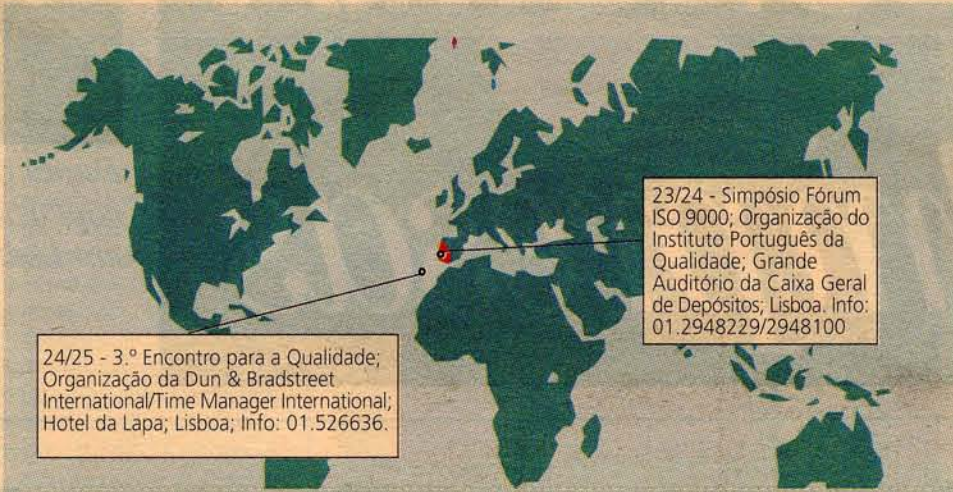 23/24 - Simpósio Fórum
ISO 9000; Organização do
Instituto Português da
Qualidade; Grande
Auditório da Caixa Geral
de Depósitos; Lisboa. Info:
01.2948229/2948100
24/25 - 3.º Encontro para a Qualidade;
Organização da Dun & Bradstreet
International/Time Manager International;
Hotel da Lapa; Lisboa; Info: 01.526636.